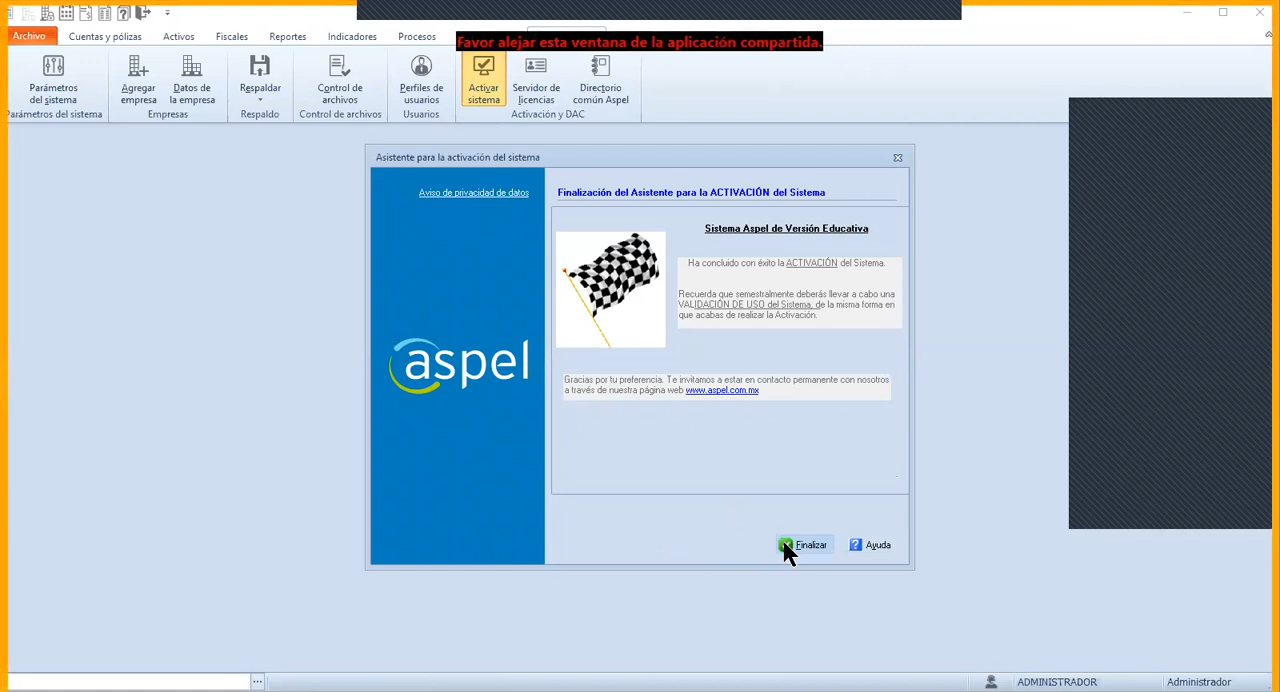 Archivo Cuentas y pólizas Activos Fiscales Reportes Indicadores Procesos
Favor alejar esta ventana de la aplicación compartida.
Parámetros
del sistema
Agregar
empresa
Datos de
la empresa
Respaldar
Control de
archivos
Perfiles de
usuarios
Activar
sistema
Servidor de
licencias
Directorio
común Aspel
Parámetros del sistema Empresas Respaldo Control de archivos Usuarios Activación y DAC
Asistente para la activación del sistema
Aviso de privacidad de datos
aspel
Finalización del Asistente para la ACTIVACIÓN del Sistema
Sistema Aspel de Versión Educativa
Ha concluido con éxito la ACTIVACIÓN del Sistema.
Recuerda que semestralmente deberás llevar a cabo una
VALIDACIÓN DE USO del Sistema, de la misma forma en
que acabas de realizar la Activación.
Gracias por tu preferencia. Te invitamos a estar en contacto permanente con nosotros
a través de nuestra página web www.aspel.com.mx
Finalizar ? Ayuda
... ADMINISTRADOR Administrador